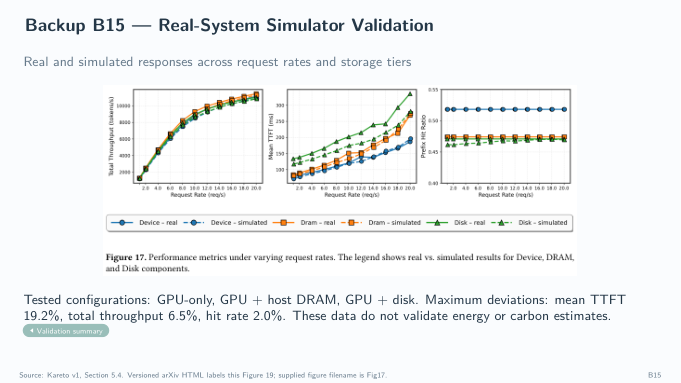 Backup B15 — Real-System Simulator Validation
Real and simulated responses across request rates and storage tiers
Total Throughput (tokens/s)
10000
8000
6000
4000
2000
2.0 4.0 6.0 8.0 10.0 12.0 14.0 16.0 18.0 20.0
Request Rate (req/s)
Mean TTFT (ms)
300
250
200
150
100
2.0 4.0 6.0 8.0 10.0 12.0 14.0 16.0 18.0 20.0
Request Rate (req/s)
Prefix Hit Ratio
0.55
0.50
0.45
0.40
2.0 4.0 6.0 8.0 10.0 12.0 14.0 16.0 18.0 20.0
Request Rate (req/s)
Device – real Device – simulated Dram – real Dram – simulated Disk – real Disk – simulated
Figure 17. Performance metrics under varying request rates. The legend shows real vs. simulated results for Device, DRAM,
and Disk components.
Tested configurations: GPU-only, GPU + host DRAM, GPU + disk. Maximum deviations: mean TTFT
19.2%, total throughput 6.5%, hit rate 2.0%. These data do not validate energy or carbon estimates.
Validation summary
Source: Kareto v1, Section 5.4. Versioned arXiv HTML labels this Figure 19; supplied figure filename is Fig17.
B15